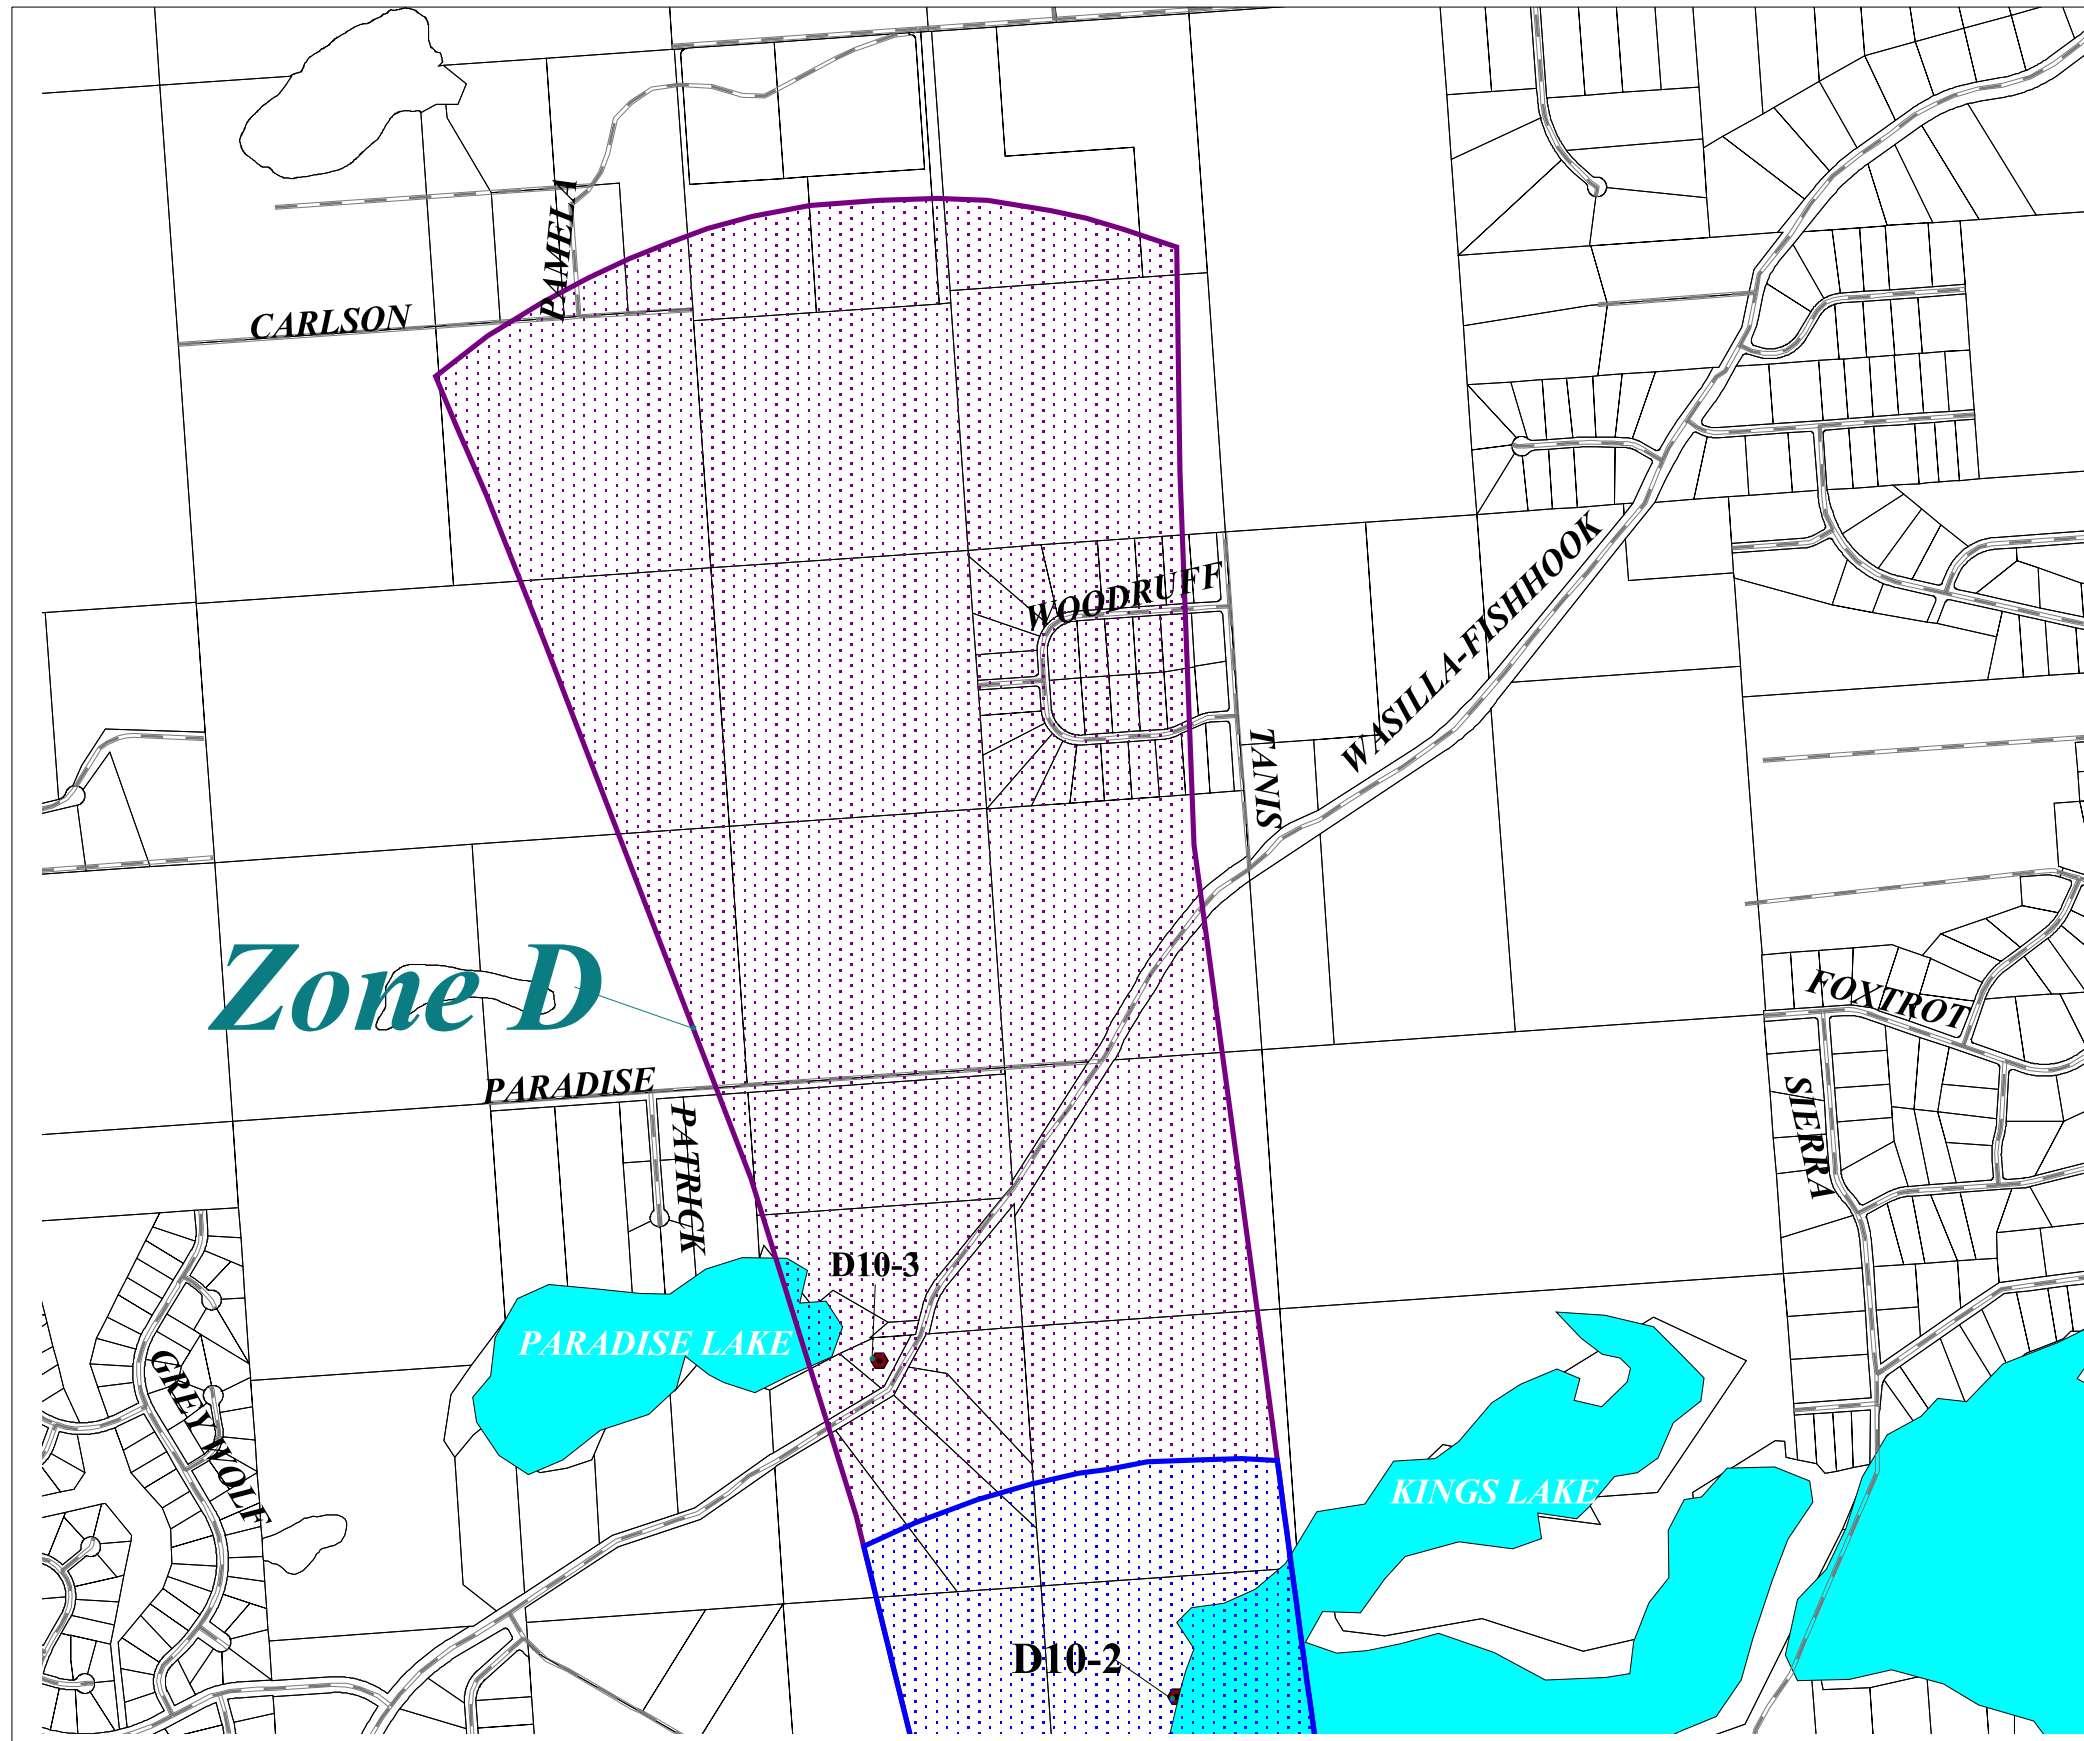 PAMELA
CARLSON
WOODRUFF
WASILLA-FISHHOOK
TANIS
Zone D
FOXTROT
PARADISE
SIERRA
PATRICK
D10-3
PARADISE LAKE
GREY WOLF
KINGS LAKE
D10-2